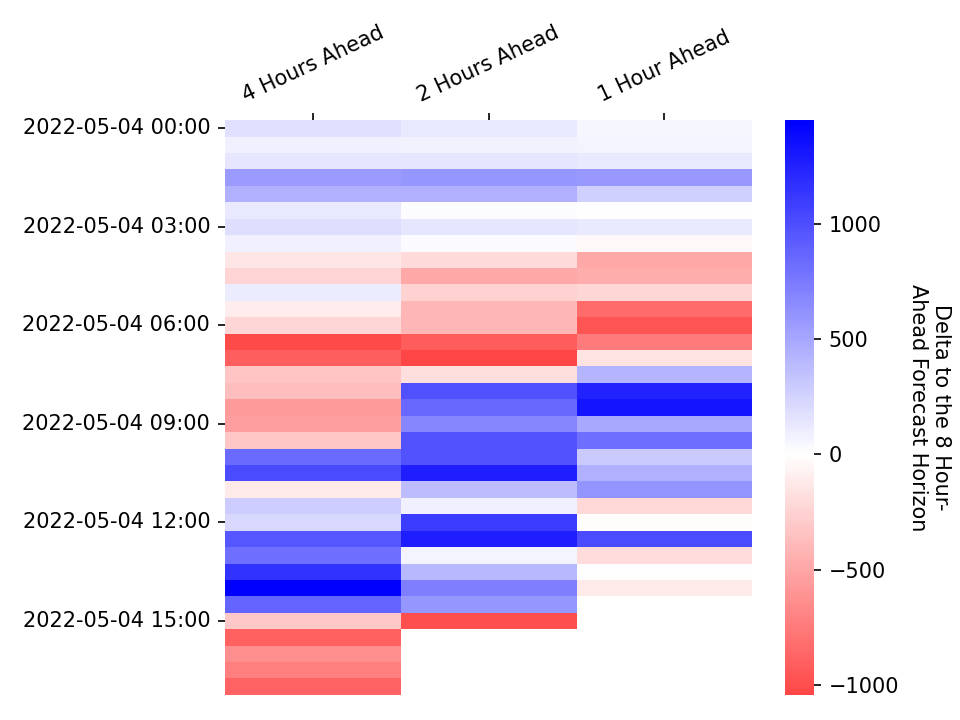 4 Hours Ahead
2 Hours Ahead
1 Hour Ahead
2022-05-04 00:00
2022-05-04 03:00
2022-05-04 06:00
2022-05-04 09:00
2022-05-04 12:00
2022-05-04 15:00
1000
500
0
−500
−1000
Delta to the 8 Hour-
Ahead Forecast Horizon